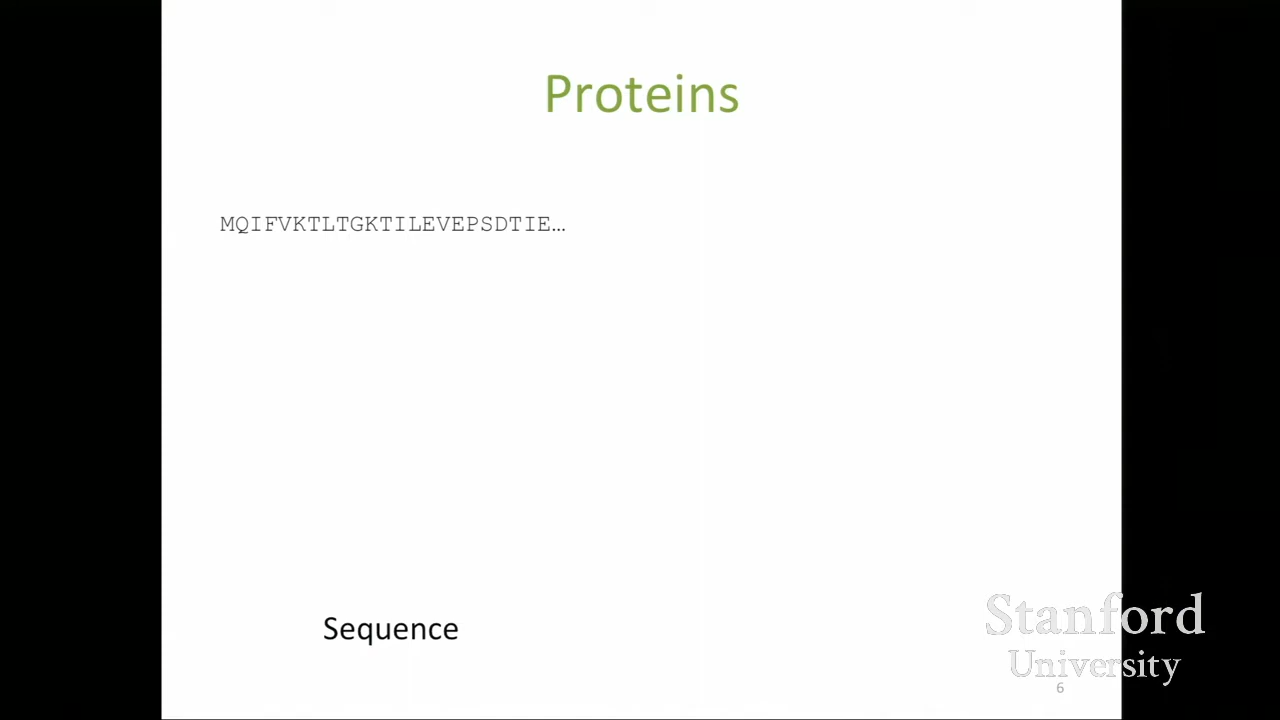 Proteins
MQIFVKTLTGKTILEVEPSDTIE…
Sequence
Stanford
University
6